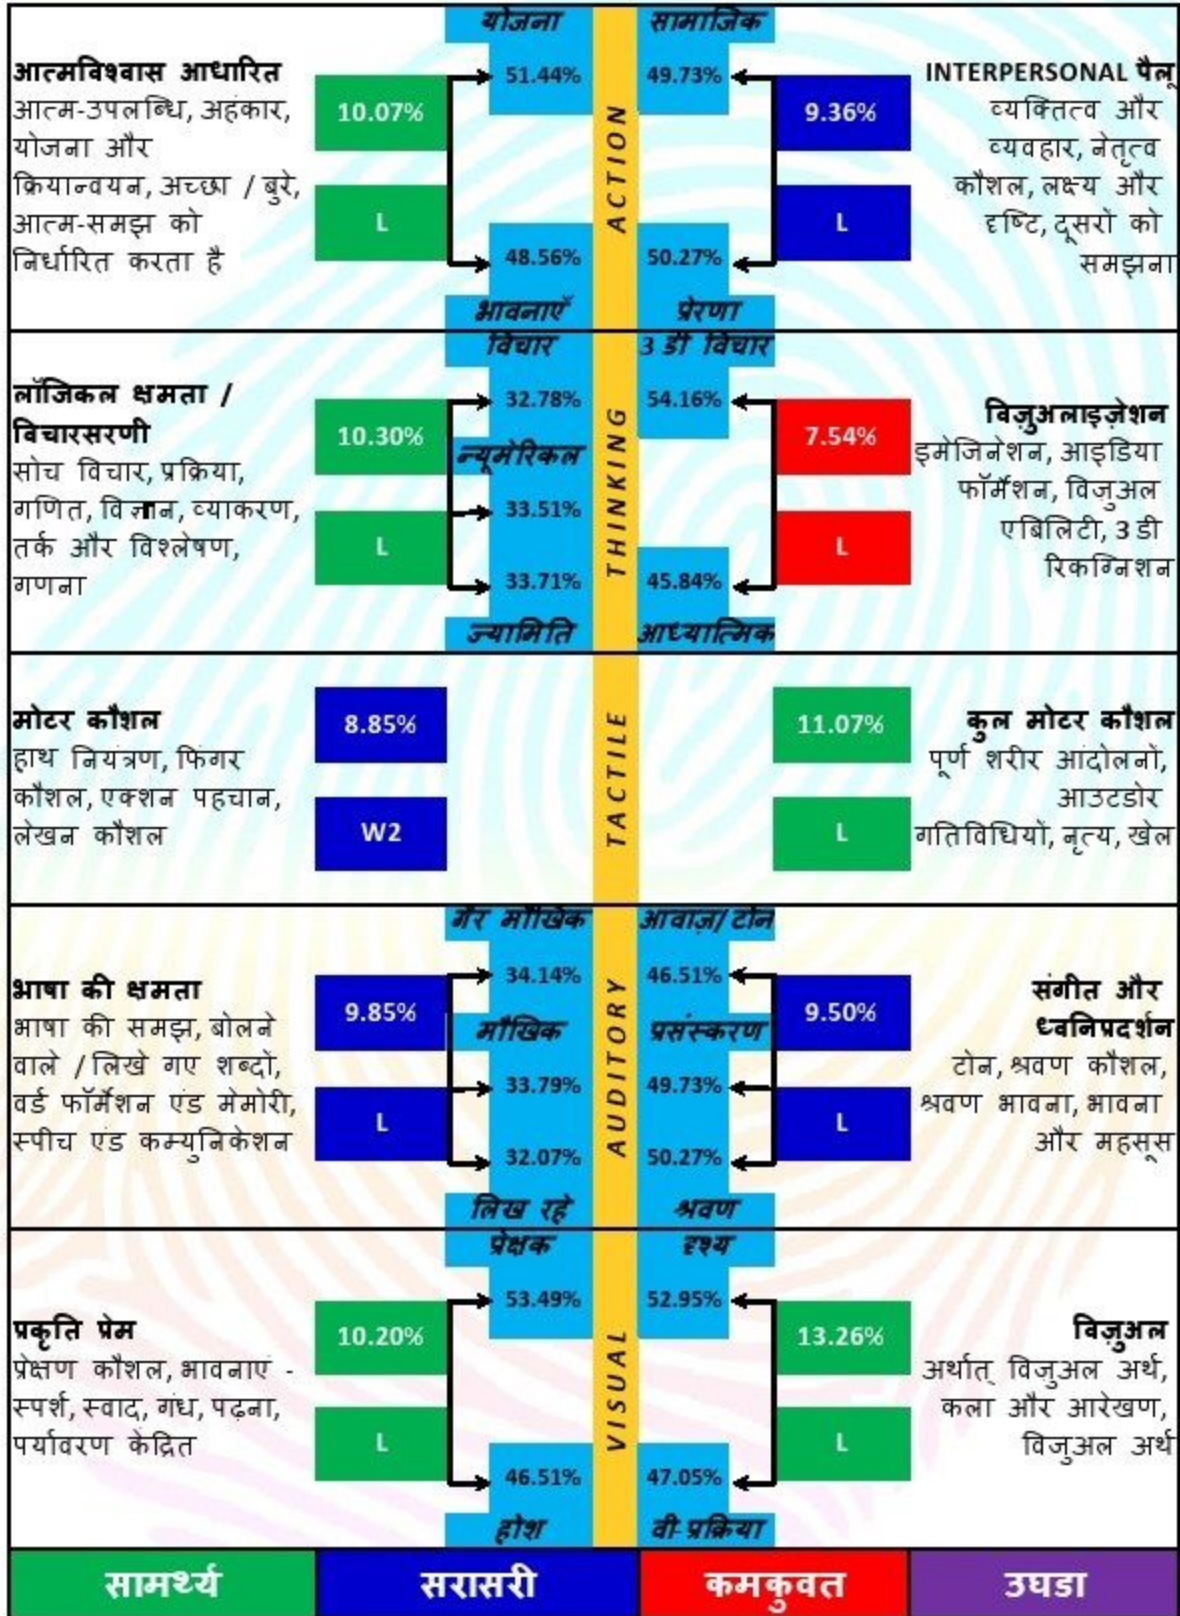 योजना
सामाजिक
आत्मविश्वास आधारित
आत्म-उपलब्धि, अहंकार,
योजना और
क्रियान्वयन, अच्छा / बुरे,
आत्म-समझ को
निर्धारित करता है
10.07%
L
51.44%
48.56%
भावनाएँ
ACTION
49.73%
50.27%
प्रेरणा
9.36%
L
INTERPERSONAL पैलू
व्यक्तित्व और
व्यवहार, नेतृत्व
कौशल, लक्ष्य और
दृष्टि, दूसरों को
समझना
विचार
3 डी विचार
लॉजिकल क्षमता /
विचारसरणी
सोच विचार, प्रक्रिया,
गणित, विज्ञान, व्याकरण,
तर्क और विश्लेषण,
गणना
10.30%
L
32.78%
न्यूमेरिकल
33.51%
33.71%
ज्यामिति
THINKING
54.16%
45.84%
आध्यात्मिक
7.54%
L
विज़ुअलाइज़ेशन
इमेजिनेशन, आइडिया
फॉर्मेशन, विजुअल
एबिलिटी, 3 डी
रिकग्निशन
मोटर कौशल
हाथ नियंत्रण, फिंगर
कौशल, एक्शन पहचान,
लेखन कौशल
8.85%
W2
TACTILE
11.07%
L
कुल मोटर कौशल
पूर्ण शरीर आंदोलनों,
आउटडोर
गतिविधियों, नृत्य, खेल
गैर मौखिक
आवाज़/टोन
भाषा की क्षमता
भाषा की समझ, बोलने
वाले / लिखे गए शब्दों,
वर्ड फॉर्मेशन एंड मेमोरी,
स्पीच एंड कम्युनिकेशन
9.85%
L
34.14%
मौखिक
33.79%
32.07%
लिख रहे
AUDITORY
46.51%
प्रसंस्करण
49.73%
50.27%
श्रवण
9.50%
L
संगीत और
ध्वनिप्रदर्शन
टोन, श्रवण कौशल,
श्रवण भावना, भावना
और महसूस
प्रेक्षक
दृश्य
प्रकृति प्रेम
प्रेक्षण कौशल, भावनाएं -
स्पर्श, स्वाद, गंध, पढ़ना,
पर्यावरण केंद्रित
10.20%
L
53.49%
46.51%
होश
VISUAL
52.95%
47.05%
वी-प्रक्रिया
13.26%
L
विज़ुअल
अर्थात् विजुअल अर्थ,
कला और आरेखण,
विजुअल अर्थ
सामर्थ्य
सरासरी
कमकुवत
उघडा